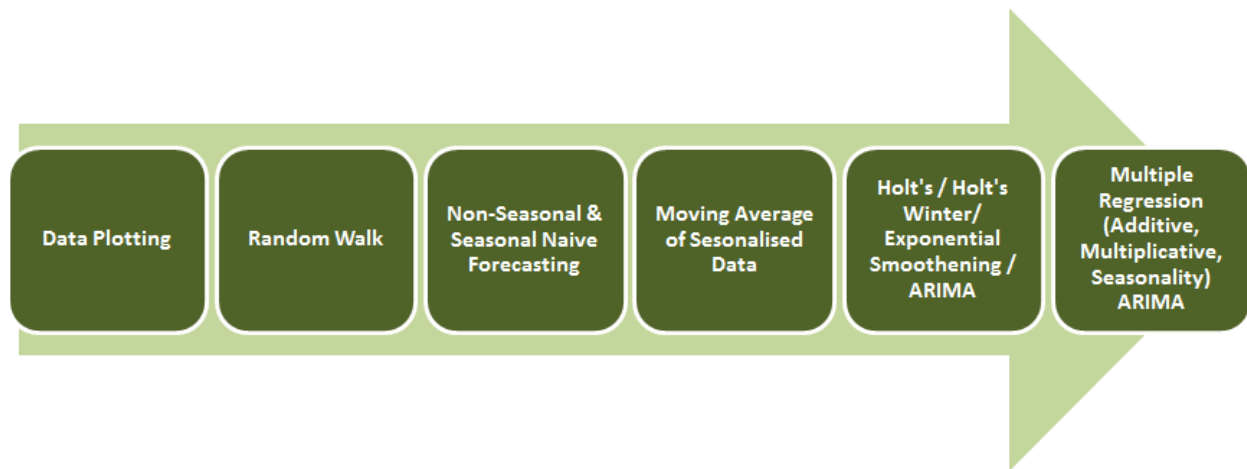 Data Plotting
Random Walk
Non-Seasonal &
Seasonal Naive
Forecasting
Moving Average
of Sesonalised
Data
Holt's / Holt's
Winter/
Exponential
Smoothening /
ARIMA
Multiple
Regression
(Additive,
Multiplicative,
Seasonality)
ARIMA